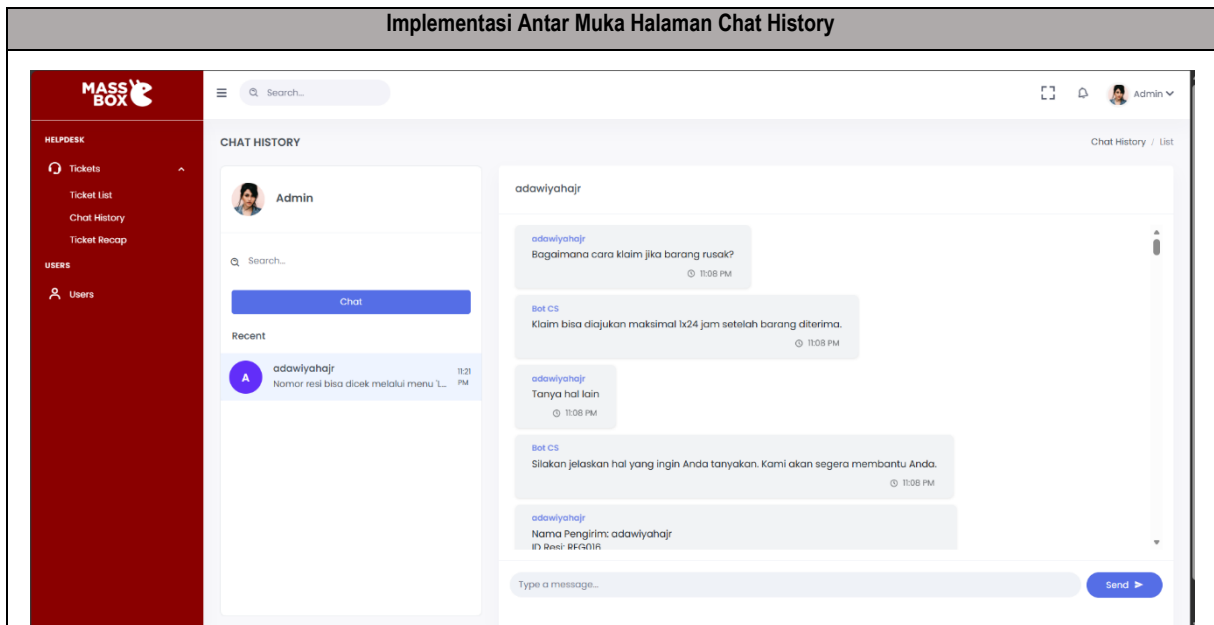 Implementasi Antar Muka Halaman Chat History
MASS
BOX
Search...
Admin
HELPDESK
Tickets
Ticket List
Chat History
Ticket Recap
USERS
Users
CHAT HISTORY
Chat History / List
Admin
Search...
Chat
Recent
A
adawiyahajr
Nomor resi bisa dicek melalui menu 'L...
11:21
PM
adawiyahajr
adawiyahajr
Bagaimana cara klaim jika barang rusak?
11:08 PM
Bot CS
Klaim bisa diajukan maksimal 1x24 jam setelah barang diterima.
11:08 PM
adawiyahajr
Tanya hal lain
11:08 PM
Bot CS
Silakan jelaskan hal yang ingin Anda tanyakan. Kami akan segera membantu Anda.
11:08 PM
adawiyahajr
Nama Pengirim: adawiyahajr
ID Resi: REG016
Type a message...
Send